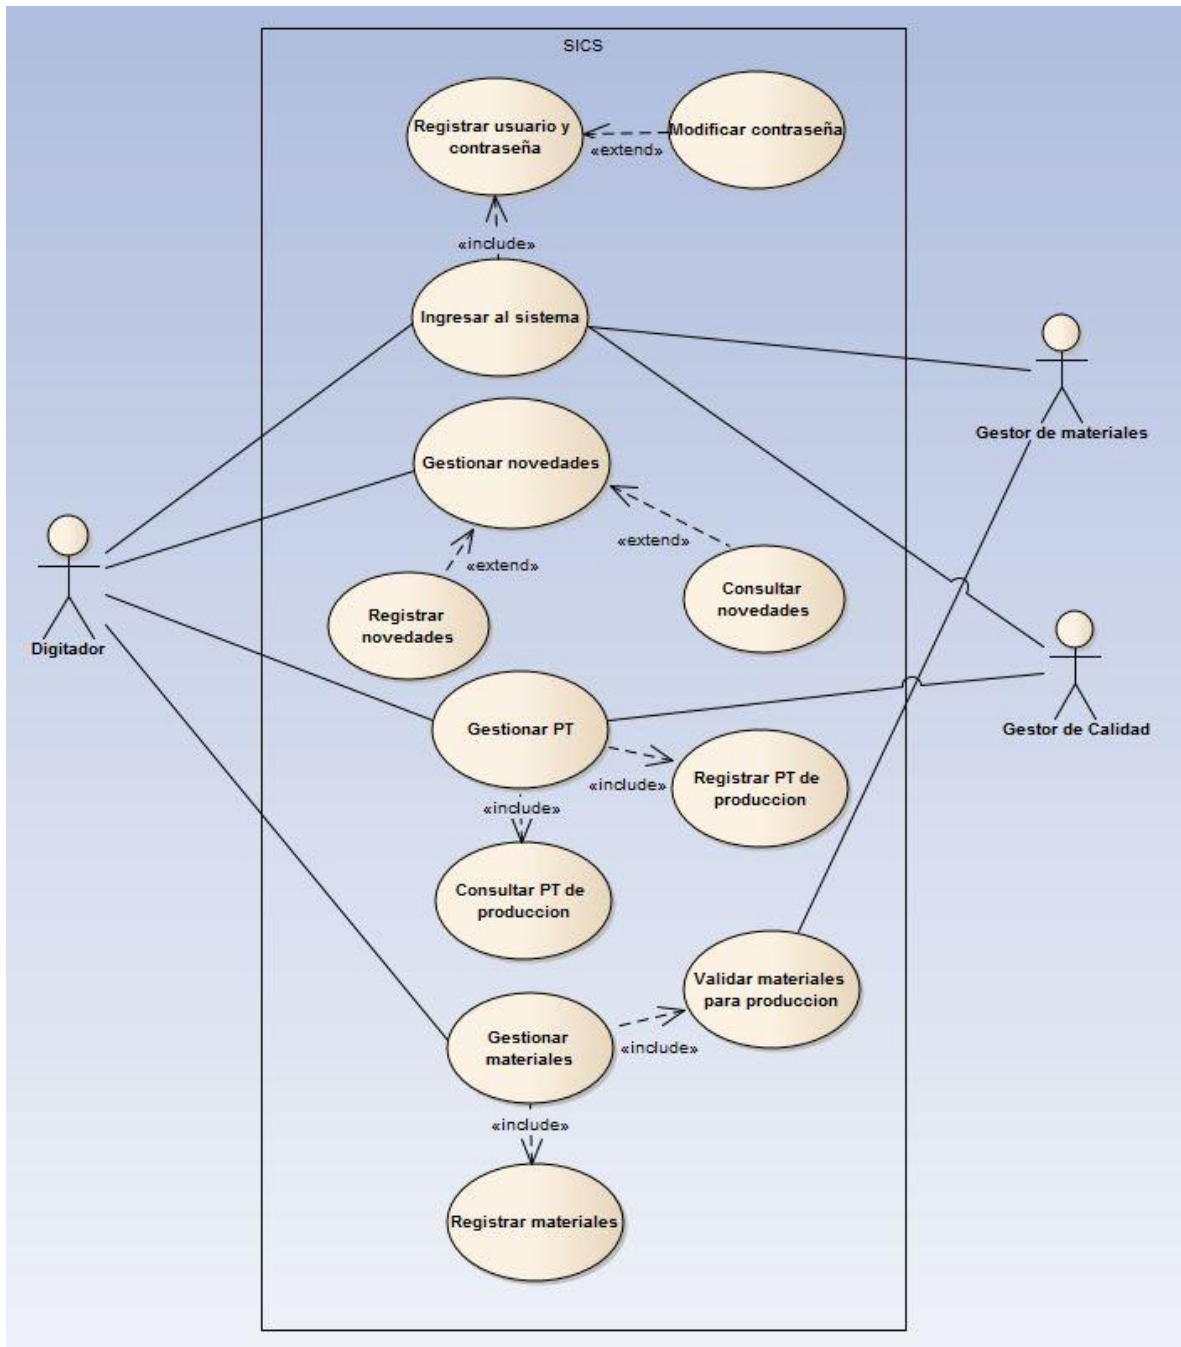 SICS
Registrar usuario y
contraseña
Modificar contraseña
«extend»
«include»
Ingresar al sistema
Gestor de materiales
Gestionar novedades
«extend»
«extend»
Consultar
novedades
Registrar
novedades
Digitador
Gestionar PT
Gestor de Calidad
«include»
Registrar PT de
produccion
«include»
Consultar PT de
produccion
Validar materiales
para produccion
Gestionar
materiales
«include»
«include»
Registrar materiales